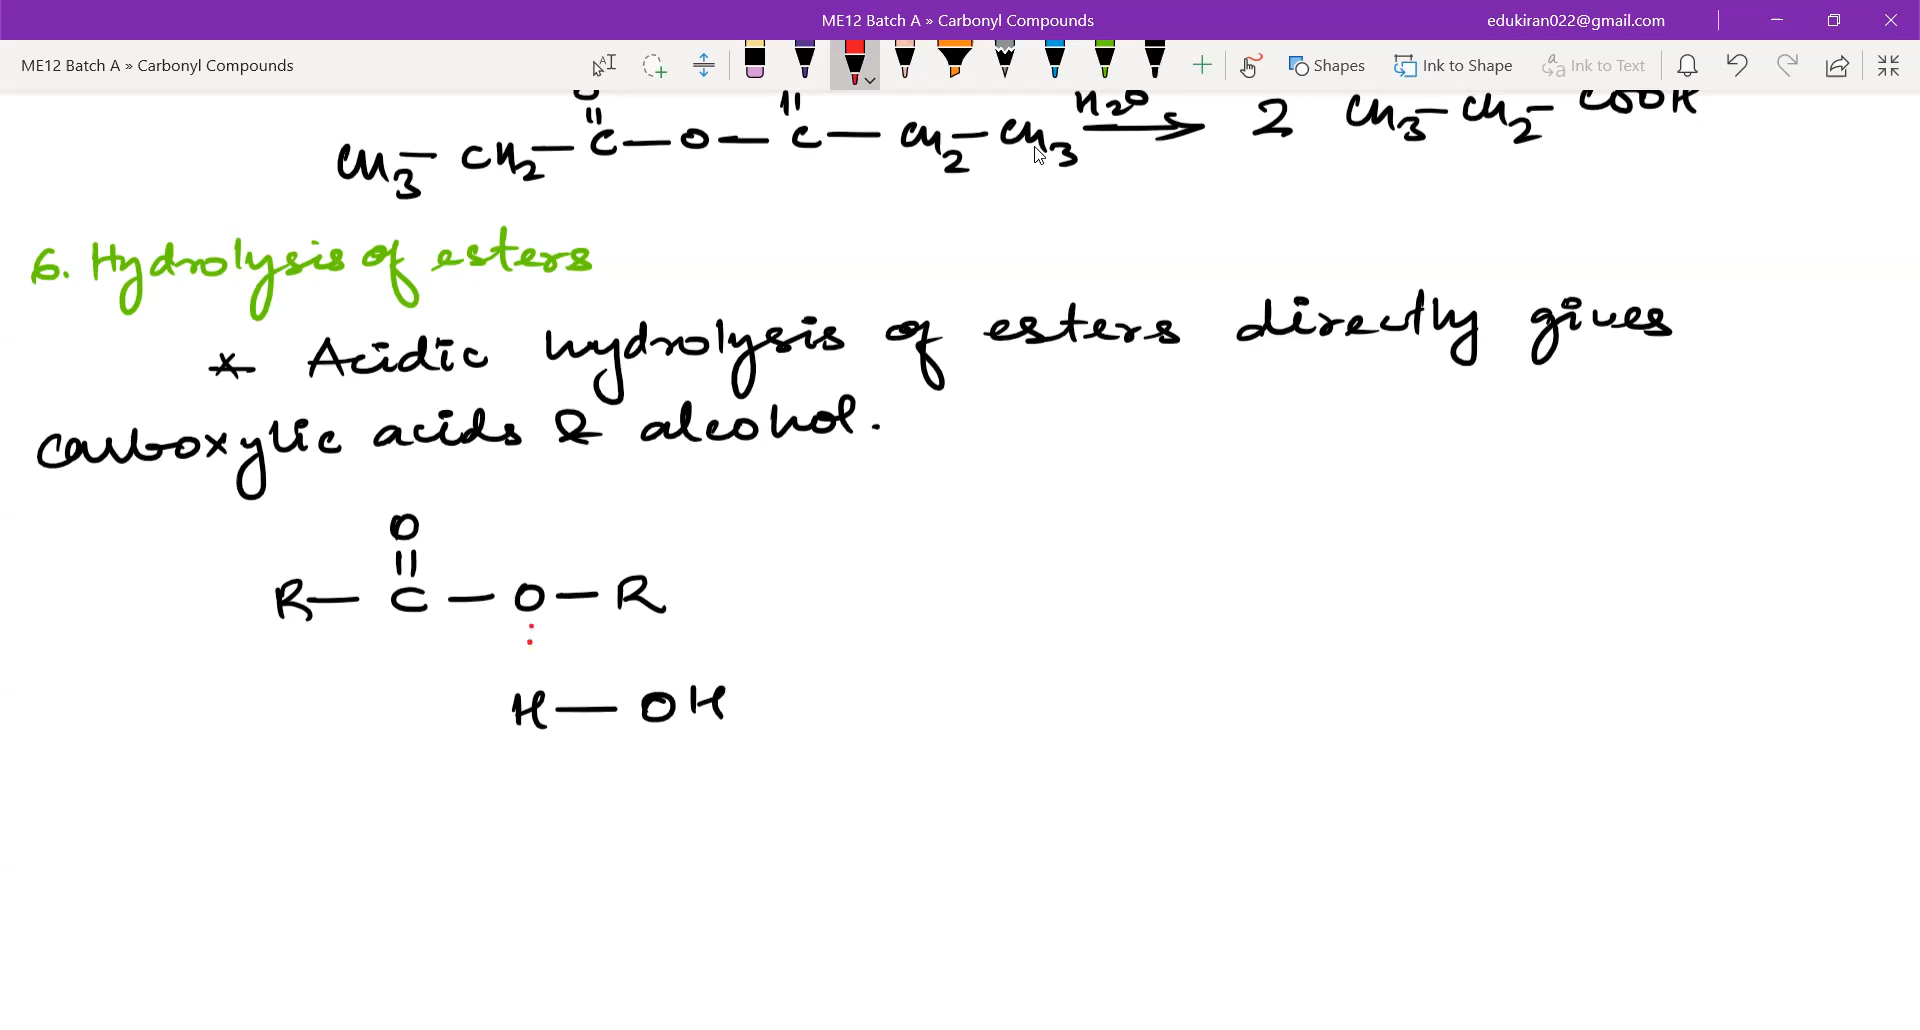 ME12 Batch A » Carbonyl Compounds
edukiran022@gmail.com
ME12 Batch A » Carbonyl Compounds
Shapes
Ink to Shape
Ink to Text
CH3 — CH2 — C — O — C — CH2 — CH3 H2O → 2 CH3 — CH2 — COOH
O
||
||
6. Hydrolysis of esters
* Acidic hydrolysis of esters directly gives
carboxylic acids & alcohol.
O
||
R — C — O — R
H — OH